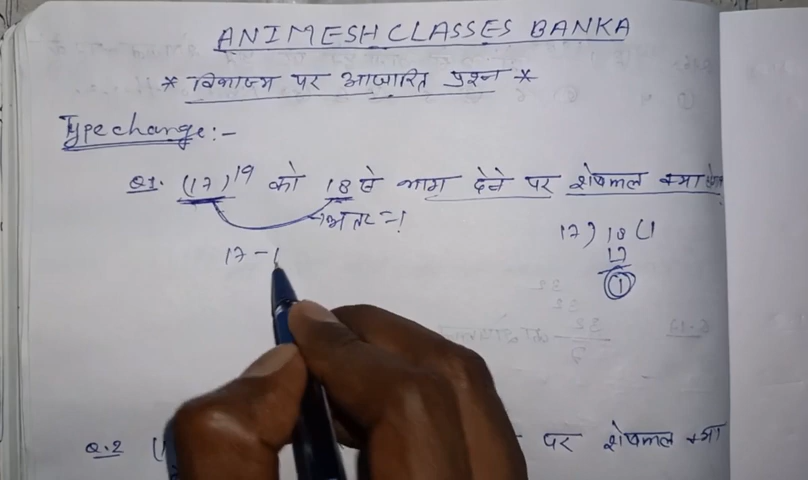 ANIMESH CLASSES BANKA
* विभाज्य पर आधारित प्रश्न *
Type change:-
Q1. (17)^19 को 18 से भाग देने पर शेषफल क्या होगा
→ अंतर = 1
17) 18 (1
17
1
17 - 1
Q.2 ( पर शेषफल क्या